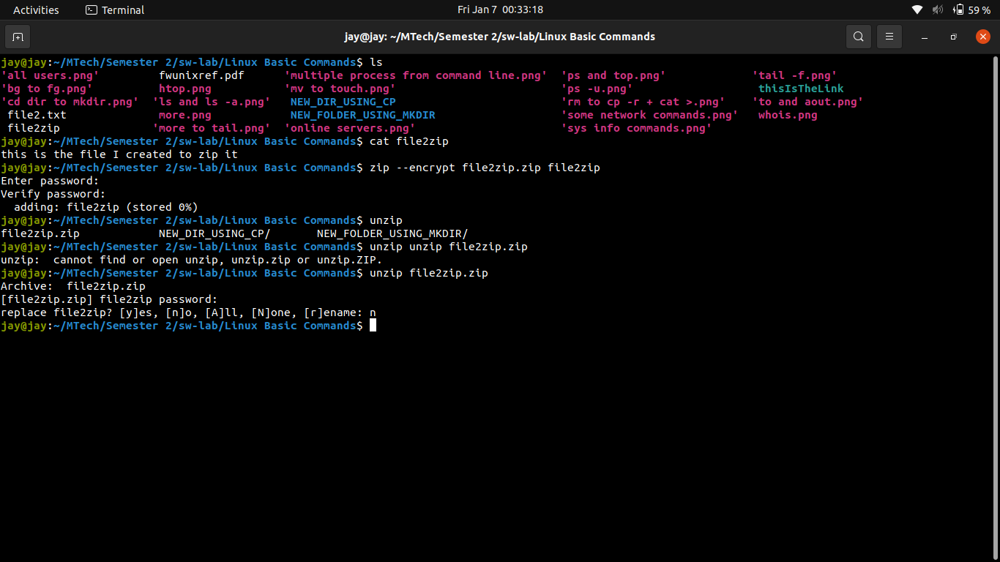 Activities Terminal Fri Jan 7 00:33:18 59 %
jay@jay: ~/MTech/Semester 2/sw-lab/Linux Basic Commands
jay@jay:~/MTech/Semester 2/sw-lab/Linux Basic Commands$ ls
'all users.png' fwunixref.pdf 'multiple process from command line.png' 'ps and top.png' 'tail -f.png'
'bg to fg.png' htop.png 'mv to touch.png' 'ps -u.png' thisIsTheLink
'cd dir to mkdir.png' 'ls and ls -a.png' NEW_DIR_USING_CP 'rm to cp -r + cat >.png' 'to and aout.png'
file2.txt more.png NEW_FOLDER_USING_MKDIR 'some network commands.png' whois.png
file2zip 'more to tail.png' 'online servers.png' 'sys info commands.png'
jay@jay:~/MTech/Semester 2/sw-lab/Linux Basic Commands$ cat file2zip
this is the file I created to zip it
jay@jay:~/MTech/Semester 2/sw-lab/Linux Basic Commands$ zip --encrypt file2zip.zip file2zip
Enter password:
Verify password:
adding: file2zip (stored 0%)
jay@jay:~/MTech/Semester 2/sw-lab/Linux Basic Commands$ unzip
file2zip.zip NEW_DIR_USING_CP/ NEW_FOLDER_USING_MKDIR/
jay@jay:~/MTech/Semester 2/sw-lab/Linux Basic Commands$ unzip unzip file2zip.zip
unzip: cannot find or open unzip, unzip.zip or unzip.ZIP.
jay@jay:~/MTech/Semester 2/sw-lab/Linux Basic Commands$ unzip file2zip.zip
Archive: file2zip.zip
[file2zip.zip] file2zip password:
replace file2zip? [y]es, [n]o, [A]ll, [N]one, [r]ename: n
jay@jay:~/MTech/Semester 2/sw-lab/Linux Basic Commands$